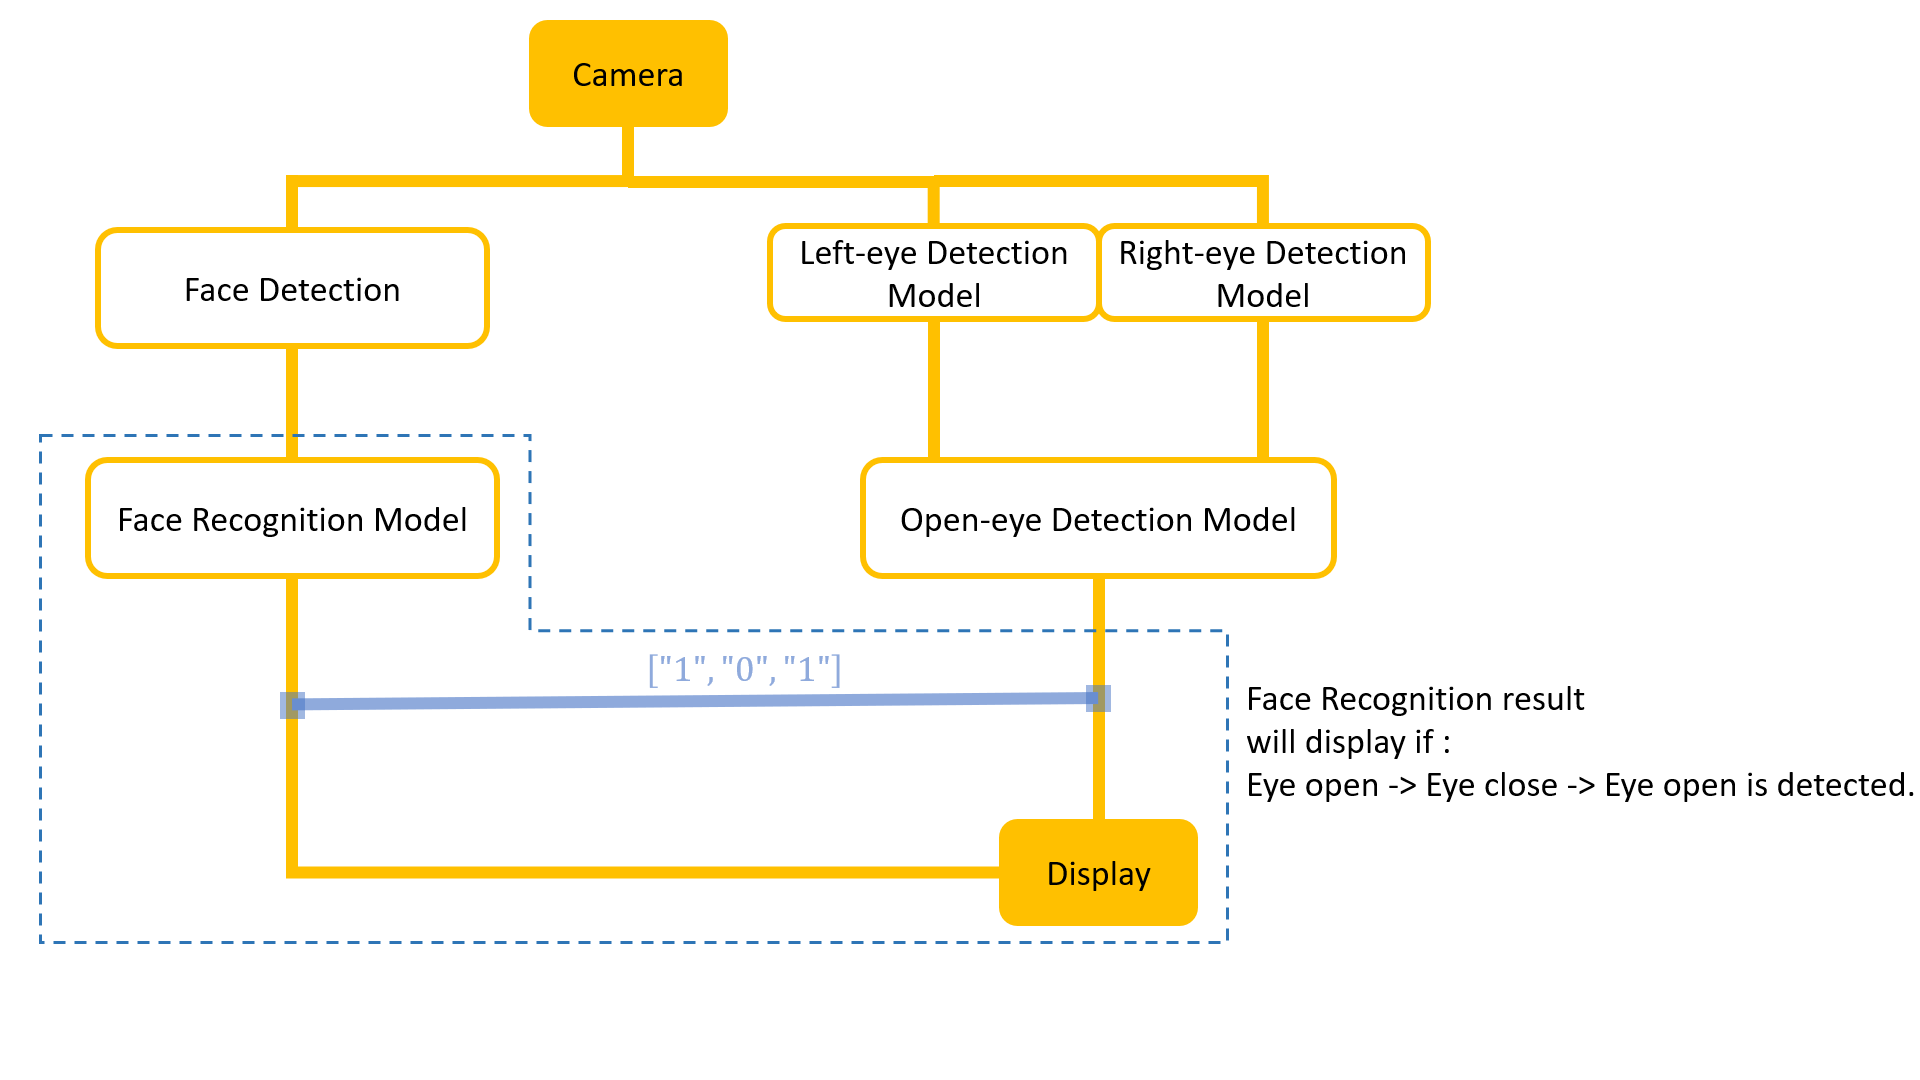 Camera
Face Detection
Left-eye Detection
Model
Right-eye Detection
Model
Face Recognition Model
Open-eye Detection Model
["1", "0", "1"]
Face Recognition result
will display if :
Eye open -> Eye close -> Eye open is detected.
Display